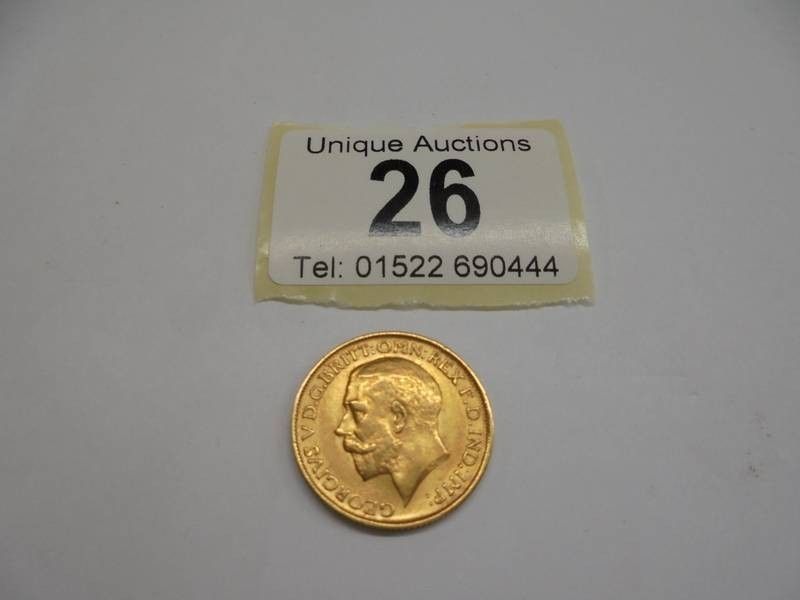 Unique Auctions
26
Tel: 01522 690444
GEORGIVS V D.G.BRITT:OMN:REX F.D.IND:IMP: